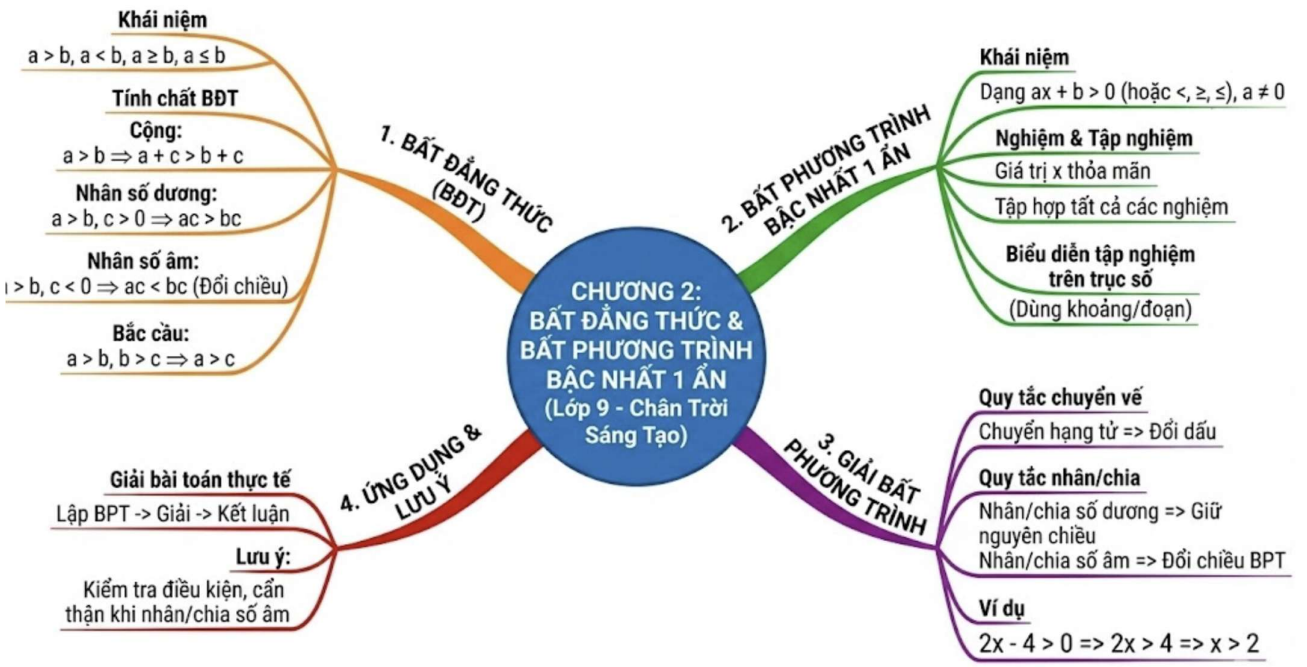 CHƯƠNG 2:
BẤT ĐẲNG THỨC &
BẤT PHƯƠNG TRÌNH
BẬC NHẤT 1 ẨN
(Lớp 9 - Chân Trời
Sáng Tạo)
1. BẤT ĐẲNG THỨC
(BĐT)
Khái niệm
a > b, a < b, a ≥ b, a ≤ b
Tính chất BĐT
Cộng:
a > b ⇒ a + c > b + c
Nhân số dương:
a > b, c > 0 ⇒ ac > bc
Nhân số âm:
> b, c < 0 ⇒ ac < bc (Đổi chiều)
Bắc cầu:
a > b, b > c ⇒ a > c
2. BẤT PHƯƠNG TRÌNH
BẬC NHẤT 1 ẨN
Khái niệm
Dạng ax + b > 0 (hoặc <, ≥, ≤), a ≠ 0
Nghiệm & Tập nghiệm
Giá trị x thỏa mãn
Tập hợp tất cả các nghiệm
Biểu diễn tập nghiệm
trên trục số
(Dùng khoảng/đoạn)
3. GIẢI BẤT
PHƯƠNG TRÌNH
Quy tắc chuyển vế
Chuyển hạng tử => Đổi dấu
Quy tắc nhân/chia
Nhân/chia số dương => Giữ
nguyên chiều
Nhân/chia số âm => Đổi chiều BPT
Ví dụ
2x - 4 > 0 => 2x > 4 => x > 2
4. ỨNG DỤNG &
LƯU Ý
Giải bài toán thực tế
Lập BPT -> Giải -> Kết luận
Lưu ý:
Kiểm tra điều kiện, cẩn
thận khi nhân/chia số âm